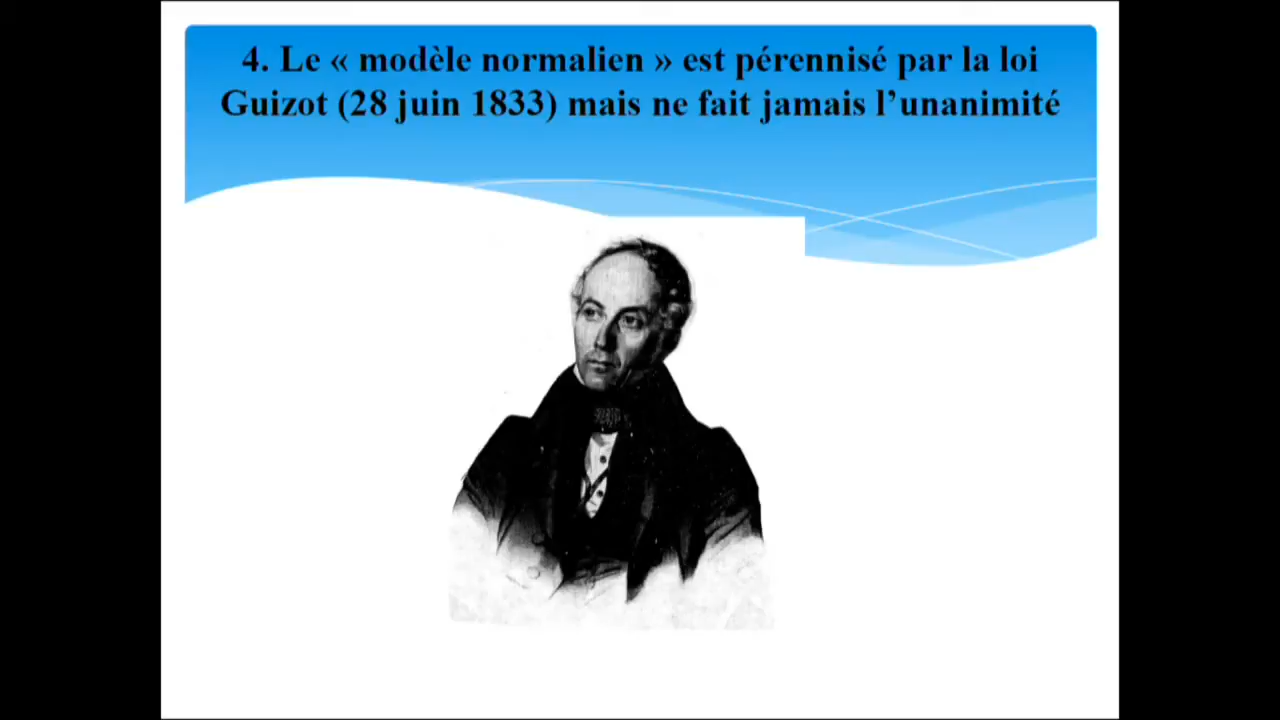 4. Le « modèle normalien » est pérennisé par la loi
Guizot (28 juin 1833) mais ne fait jamais l’unanimité